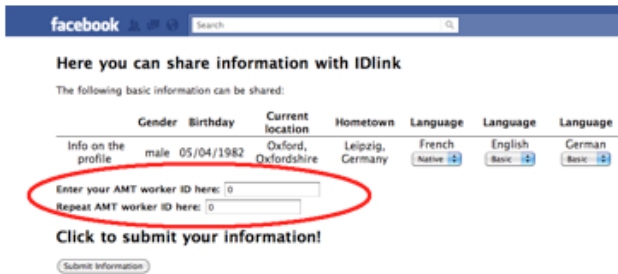 facebook Search
Here you can share information with IDlink
The following basic information can be shared:
Gender Birthday Current location Hometown Language Language Language
Info on the profile male 05/04/1982 Oxford, Oxfordshire Leipzig, Germany French Native English Basic German Basic
Enter your AMT worker ID here: 0
Repeat AMT worker ID here: 0
Click to submit your information!
Submit Information